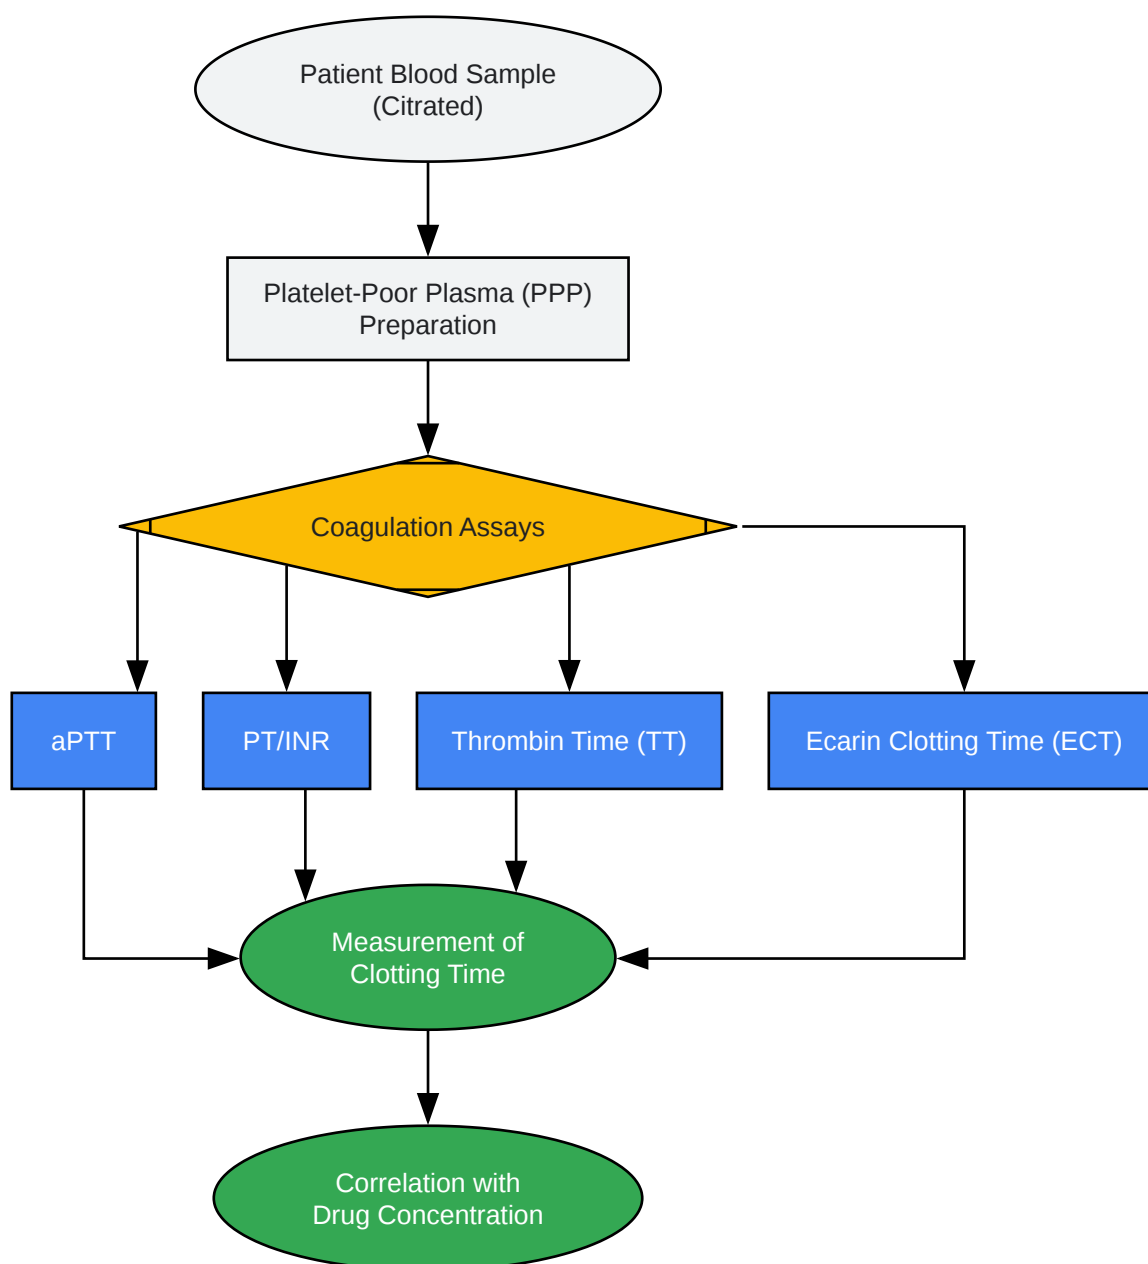 Patient Blood Sample
(Citrated)
Platelet-Poor Plasma (PPP)
Preparation
Coagulation Assays
aPTT
PT/INR
Thrombin Time (TT)
Ecarin Clotting Time (ECT)
Measurement of
Clotting Time
Correlation with
Drug Concentration